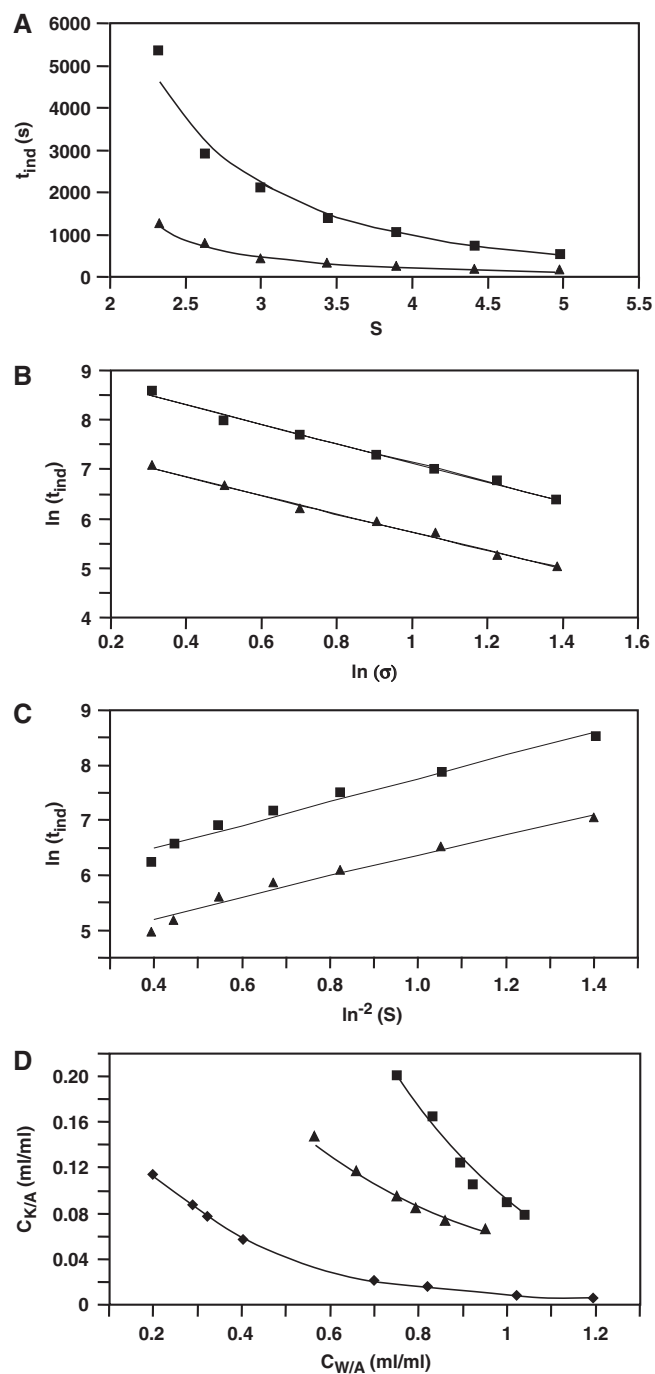 A
6000
5000
4000
3000
2000
1000
0
t_ind (s)
2 2.5 3 3.5 4 4.5 5 5.5
S
B
9
8
7
6
5
4
ln (t_ind)
0.2 0.4 0.6 0.8 1 1.2 1.4 1.6
ln (σ)
C
9
8
7
6
5
ln (t_ind)
0.4 0.6 0.8 1.0 1.2 1.4
ln⁻² (S)
D
0.20
0.16
0.12
0.08
0.04
0
C_K/A (ml/ml)
0.2 0.4 0.6 0.8 1 1.2
C_W/A (ml/ml)